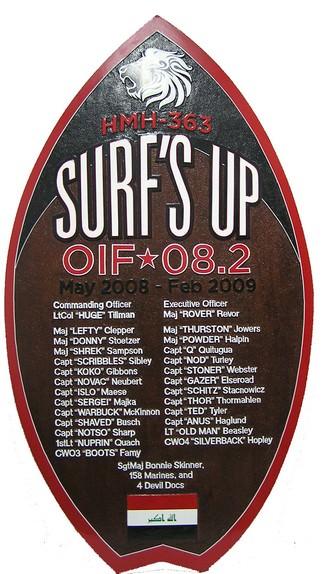 HMH-363
SURF'S UP
OIF★08.2
May 2008 - Feb 2009
Commanding Officer
LtCol "HUGE" Tillman
Maj "LEFTY" Clepper
Maj "DONNY" Stoetzer
Maj "SHREK" Sampson
Capt "SCRIBBLES" Sibley
Capt "KOKO" Gibbons
Capt "NOVAC" Neubert
Capt "ISLO" Maese
Capt "SERGEI" Majka
Capt "WARBUCK" McKinnon
Capt "SHAVED" Busch
Capt "NOTSO" Sharp
1stLt "NUPRIN" Quach
CWO3 "BOOTS" Famy
Executive Officer
Maj "ROVER" Revor
Maj "THURSTON" Jowers
Maj "POWDER" Halpin
Capt "Q" Quitugua
Capt "NOD" Turley
Capt "STONER" Webster
Capt "GAZER" Elseroad
Capt "SCHITZ" Stacnowicz
Capt "THOR" Thormahlen
Capt "TED" Tyler
Capt "ANUS" Haglund
LT "OLD MAN" Beasley
CWO4 "SILVERBACK" Hopley
SgtMaj Bonnie Skinner,
158 Marines, and
4 Devil Docs
الله اكبر